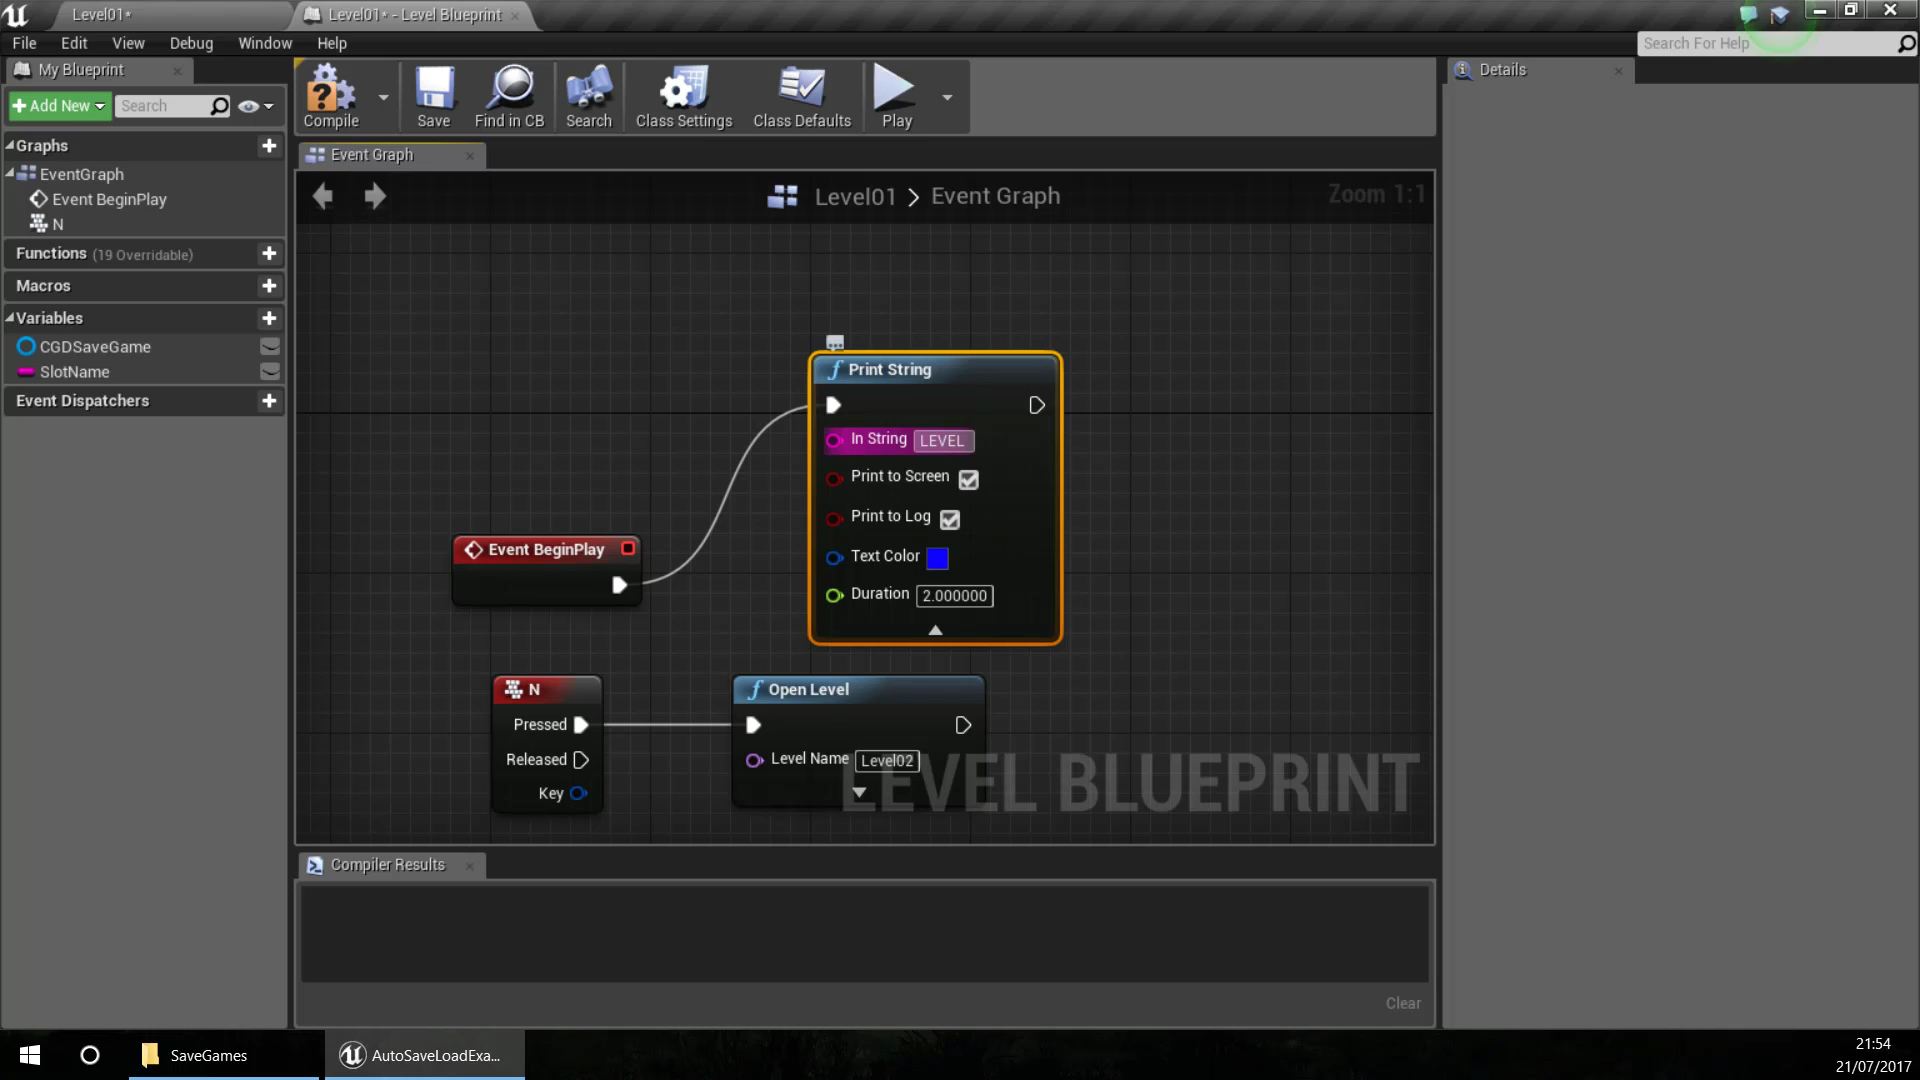 Level01*
Level01* - Level Blueprint
File Edit View Debug Window Help
Search For Help
My Blueprint
Add New
Search
Graphs
EventGraph
Event BeginPlay
N
Functions (19 Overridable)
Macros
Variables
CGDSaveGame
SlotName
Event Dispatchers
Compile
Save
Find in CB
Search
Class Settings
Class Defaults
Play
Event Graph
Level01 > Event Graph
Zoom 1:1
Print String
In String LEVEL
Print to Screen
Print to Log
Text Color
Duration 2.000000
Event BeginPlay
N
Pressed
Released
Key
Open Level
Level Name Level02
LEVEL BLUEPRINT
Compiler Results
Clear
Details
SaveGames
AutoSaveLoadExa...
21:54
21/07/2017